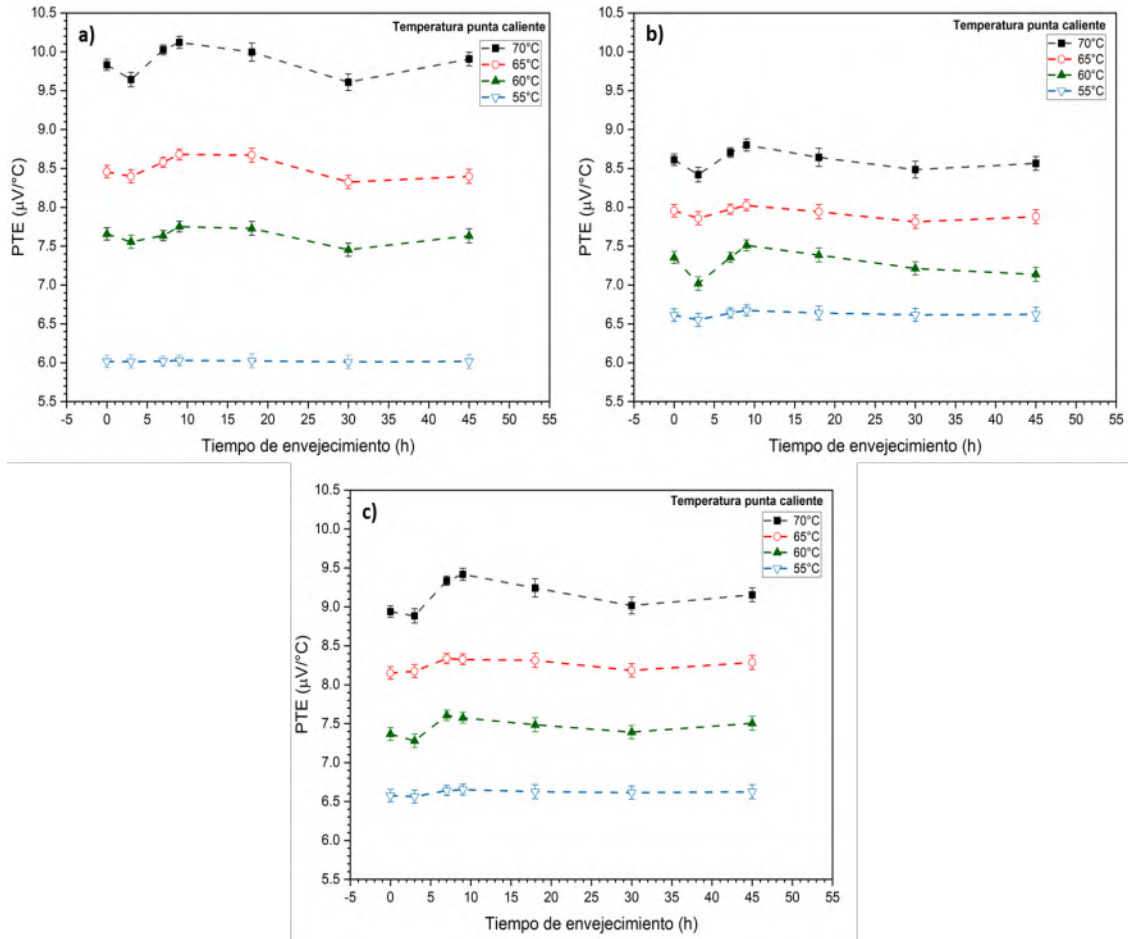 a)
Temperatura punta caliente
70°C
65°C
60°C
55°C
PTE (µV/°C)
10.5
10.0
9.5
9.0
8.5
8.0
7.5
7.0
6.5
6.0
5.5
-5 0 5 10 15 20 25 30 35 40 45 50 55
Tiempo de envejecimiento (h)
b)
Temperatura punta caliente
70°C
65°C
60°C
55°C
PTE (µV/°C)
10.5
10.0
9.5
9.0
8.5
8.0
7.5
7.0
6.5
6.0
5.5
-5 0 5 10 15 20 25 30 35 40 45 50 55
Tiempo de envejecimiento (h)
c)
Temperatura punta caliente
70°C
65°C
60°C
55°C
PTE (µV/°C)
10.5
10.0
9.5
9.0
8.5
8.0
7.5
7.0
6.5
6.0
5.5
-5 0 5 10 15 20 25 30 35 40 45 50 55
Tiempo de envejecimiento (h)